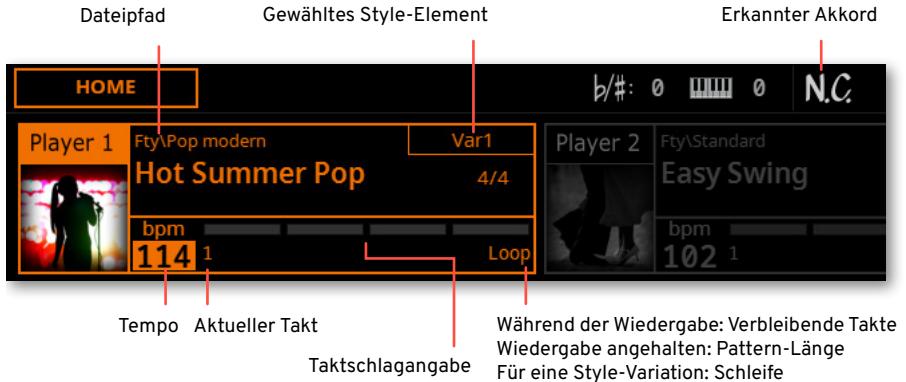 Dateipfad
Gewähltes Style-Element
Erkannter Akkord
HOME
♭/♯: 0
0
N.C.
Player 1
Fty\Pop modern
Var1
Hot Summer Pop
4/4
bpm
114
1
Loop
Player 2
Fty\Standard
Easy Swing
bpm
102
1
Tempo
Aktueller Takt
Taktschlagangabe
Während der Wiedergabe: Verbleibende Takte
Wiedergabe angehalten: Pattern-Länge
Für eine Style-Variation: Schleife